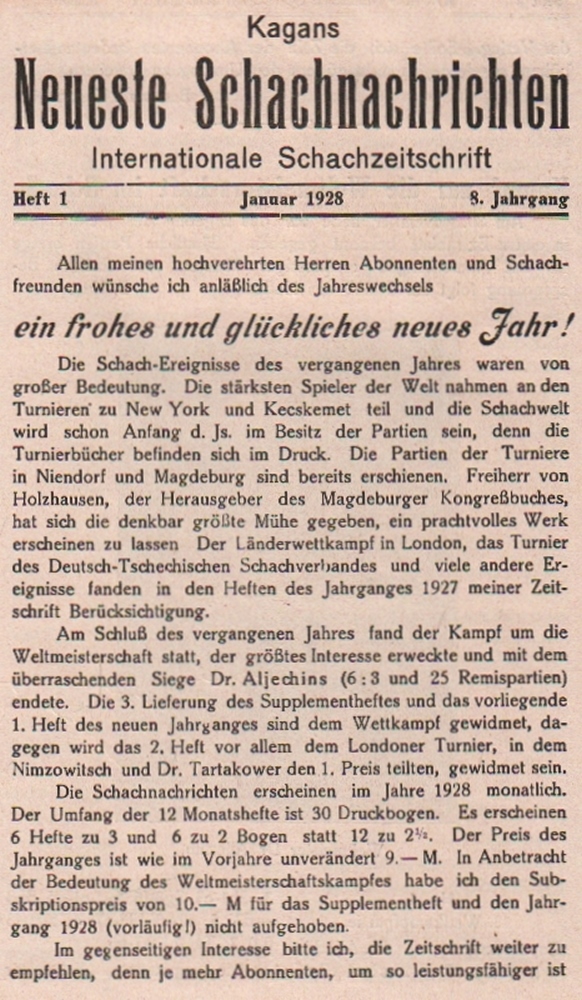 Kagans
Neueste Schachnachrichten
Internationale Schachzeitschrift
Heft 1 Januar 1928 8. Jahrgang
Allen meinen hochverehrten Herren Abonnenten und Schach-
freunden wünsche ich anläßlich des Jahreswechsels
ein frohes und glückliches neues Jahr!
Die Schach-Ereignisse des vergangenen Jahres waren von
großer Bedeutung. Die stärksten Spieler der Welt nahmen an den
Turnieren zu New York und Kecskemet teil und die Schachwelt
wird schon Anfang d. Js. im Besitz der Partien sein, denn die
Turnierbücher befinden sich im Druck. Die Partien der Turniere
in Niendorf und Magdeburg sind bereits erschienen. Freiherr von
Holzhausen, der Herausgeber des Magdeburger Kongreßbuches,
hat sich die denkbar größte Mühe gegeben, ein prachtvolles Werk
erscheinen zu lassen Der Länderwettkampf in London, das Turnier
des Deutsch-Tschechischen Schachverbandes und viele andere Er-
eignisse fanden in den Heften des Jahrganges 1927 meiner Zeit-
schrift Berücksichtigung.
Am Schluß des vergangenen Jahres fand der Kampf um die
Weltmeisterschaft statt, der größtes Interesse erweckte und mit dem
überraschenden Siege Dr. Aljechins (6:3 und 25 Remispartien)
endete. Die 3. Lieferung des Supplementheftes und das vorliegende
1. Heft des neuen Jahrganges sind dem Wettkampf gewidmet, da-
gegen wird das 2. Heft vor allem dem Londoner Turnier, in dem
Nimzowitsch und Dr. Tartakower den 1. Preis teilten, gewidmet sein.
Die Schachnachrichten erscheinen im Jahre 1928 monatlich.
Der Umfang der 12 Monatshefte ist 30 Druckbogen. Es erscheinen
6 Hefte zu 3 und 6 zu 2 Bogen statt 12 zu 2½. Der Preis des
Jahrganges ist wie im Vorjahre unverändert 9.— M. In Anbetracht
der Bedeutung des Weltmeisterschaftskampfes habe ich den Sub-
skriptionspreis von 10.— M für das Supplementheft und den Jahr-
gang 1928 (vorläufig!) nicht aufgehoben.
Im gegenseitigen Interesse bitte ich, die Zeitschrift weiter zu
empfehlen, denn je mehr Abonnenten, um so leistungsfähiger ist